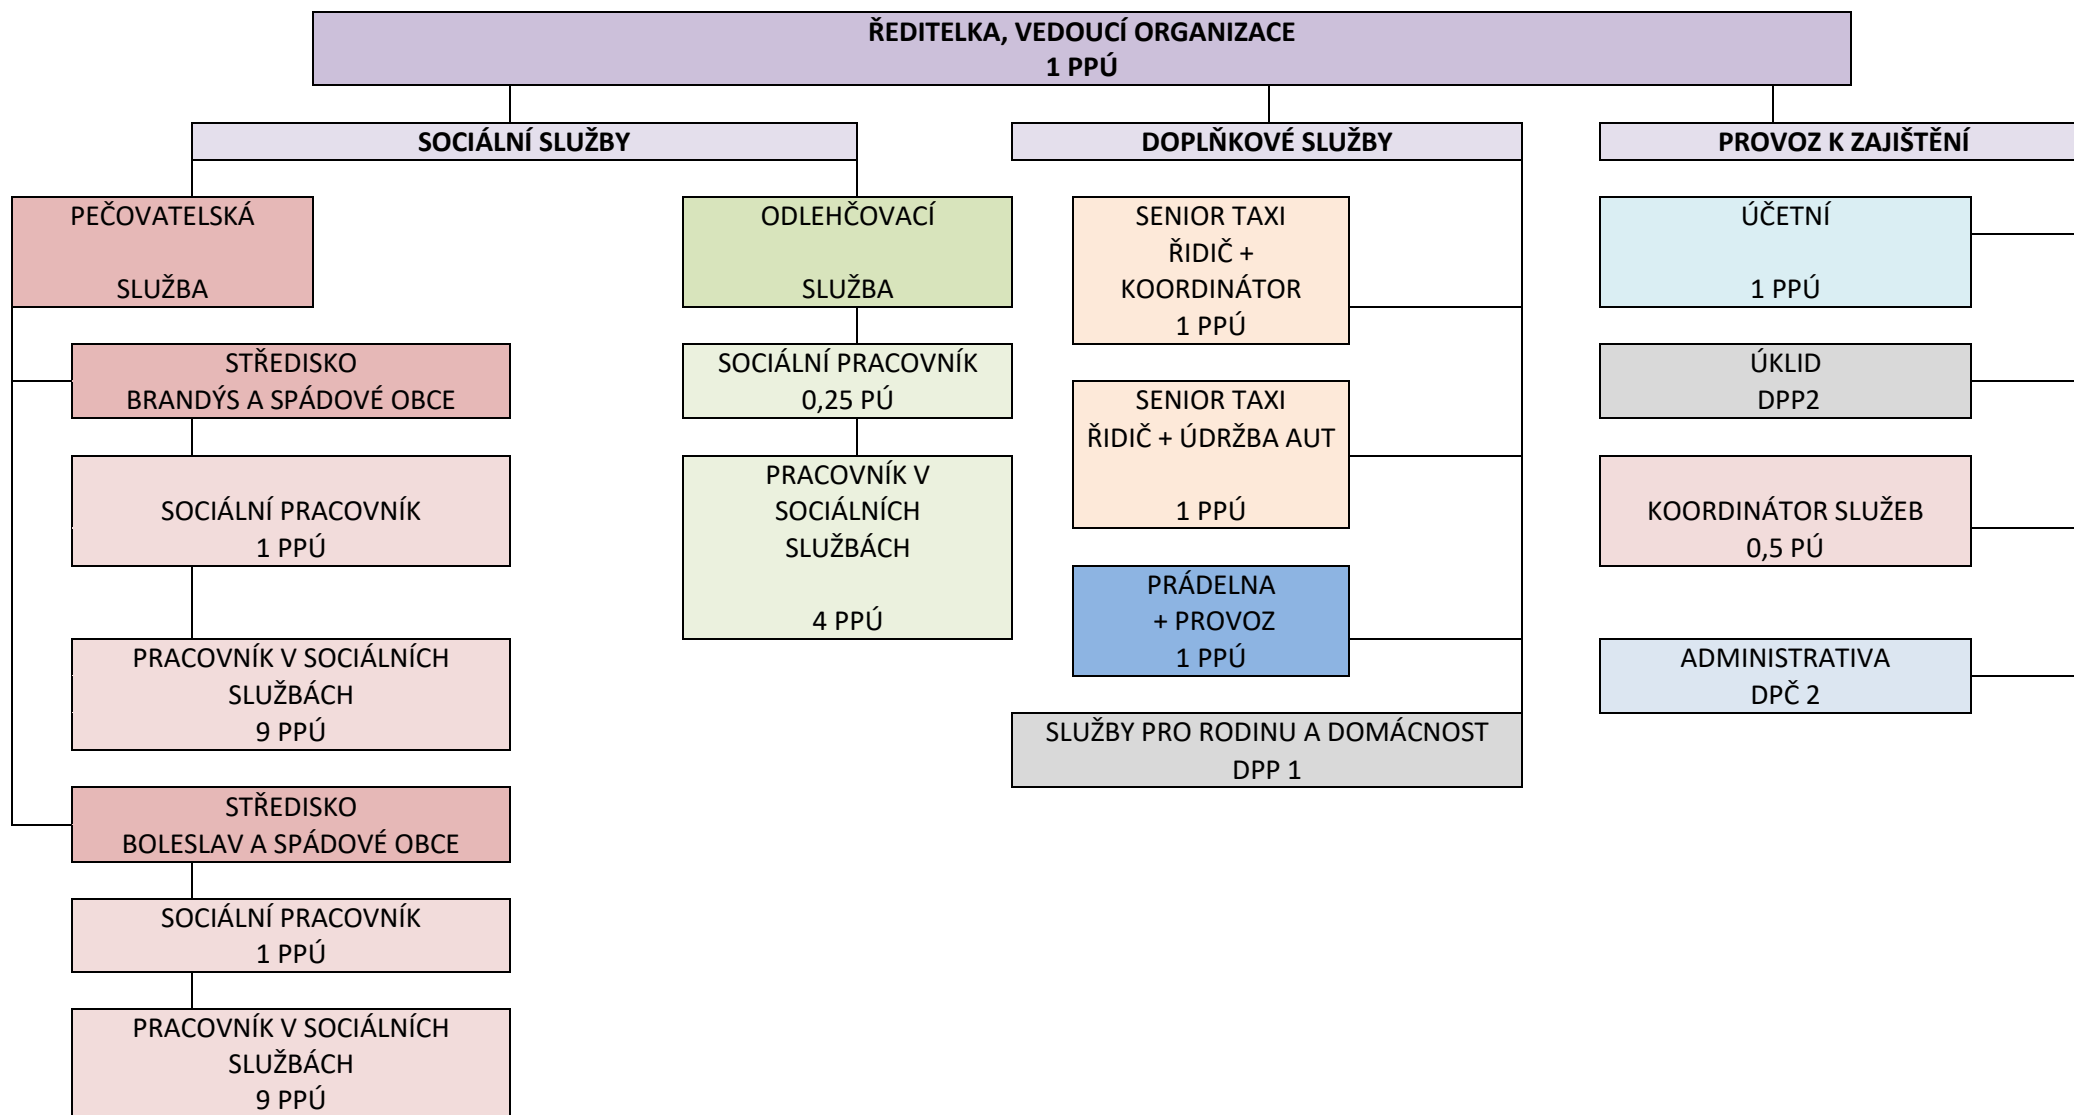 ŘEDITELKA, VEDOUCÍ ORGANIZACE
1 PPÚ
SOCIÁLNÍ SLUŽBY
PEČOVATELSKÁ
SLUŽBA
STŘEDISKO
BRANDÝS A SPÁDOVÉ OBCE
SOCIÁLNÍ PRACOVNÍK
1 PPÚ
PRACOVNÍK V SOCIÁLNÍCH
SLUŽBÁCH
9 PPÚ
STŘEDISKO
BOLESLAV A SPÁDOVÉ OBCE
SOCIÁLNÍ PRACOVNÍK
1 PPÚ
PRACOVNÍK V SOCIÁLNÍCH
SLUŽBÁCH
9 PPÚ
ODLEHČOVACÍ
SLUŽBA
SOCIÁLNÍ PRACOVNÍK
0,25 PÚ
PRACOVNÍK V
SOCIÁLNÍCH
SLUŽBÁCH
4 PPÚ
DOPLŇKOVÉ SLUŽBY
SENIOR TAXI
ŘIDIČ +
KOORDINÁTOR
1 PPÚ
SENIOR TAXI
ŘIDIČ + ÚDRŽBA AUT
1 PPÚ
PRÁDELNA
+ PROVOZ
1 PPÚ
SLUŽBY PRO RODINU A DOMÁCNOST
DPP 1
PROVOZ K ZAJIŠTĚNÍ
ÚČETNÍ
1 PPÚ
ÚKLID
DPP2
KOORDINÁTOR SLUŽEB
0,5 PÚ
ADMINISTRATIVA
DPČ 2